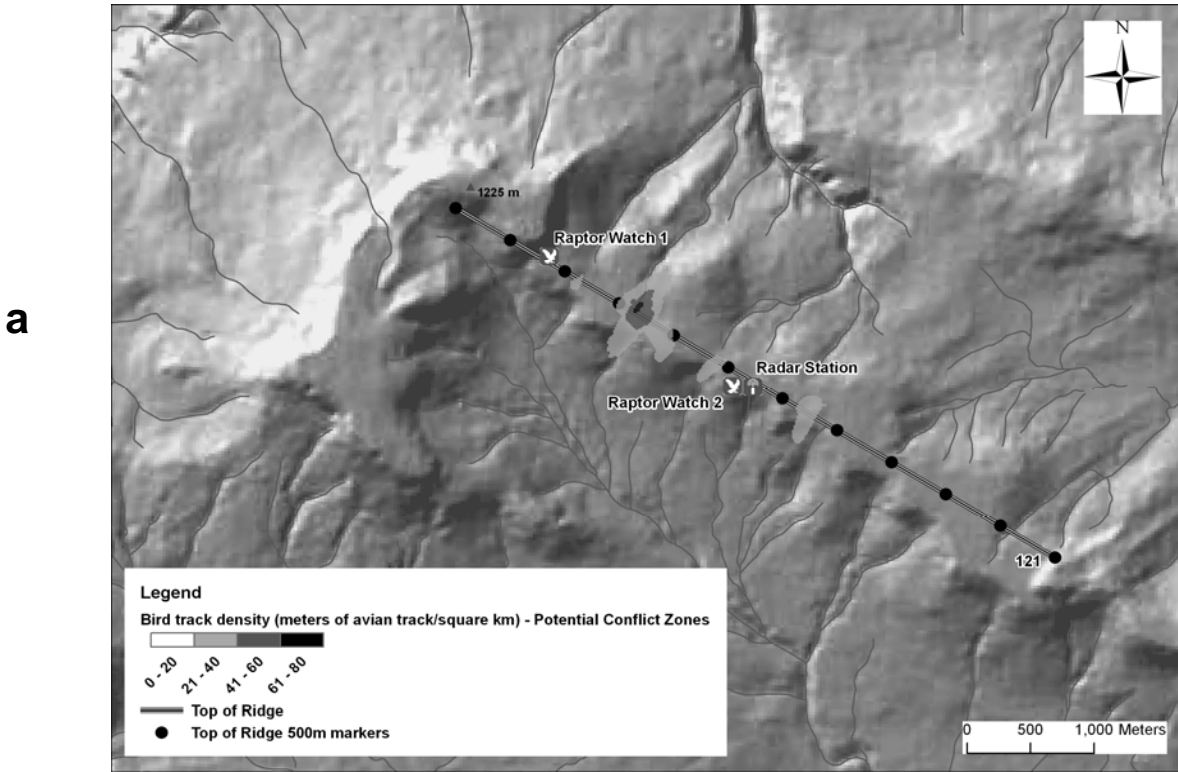 a
N
1225 m
Raptor Watch 1
Radar Station
Raptor Watch 2
121
Legend
Bird track density (meters of avian track/square km) - Potential Conflict Zones
0 - 20
21 - 40
41 - 60
61 - 80
Top of Ridge
Top of Ridge 500m markers
0 500 1,000 Meters